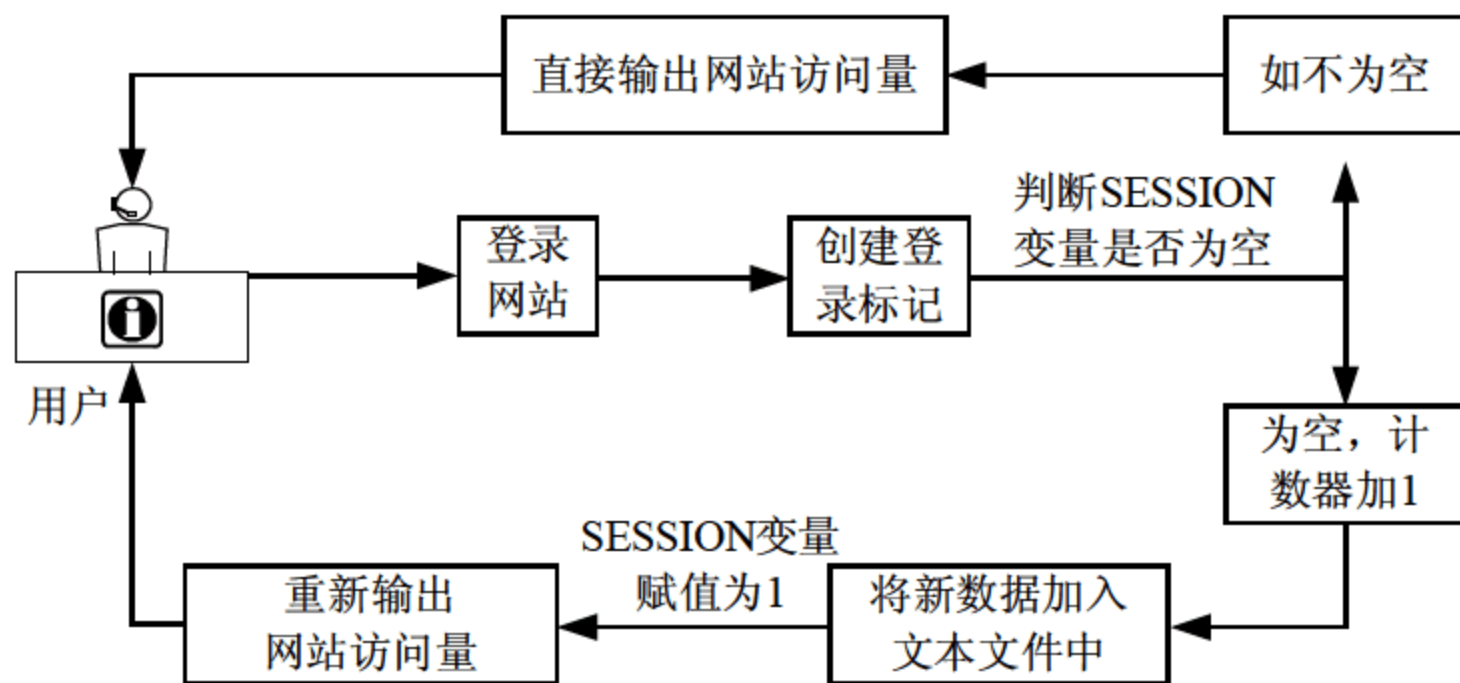 直接输出网站访问量
如不为空
判断SESSION
变量是否为空
登录
网站
创建登
录标记
用户
为空，计
数器加1
SESSION变量
赋值为1
将新数据加入
文本文件中
重新输出
网站访问量